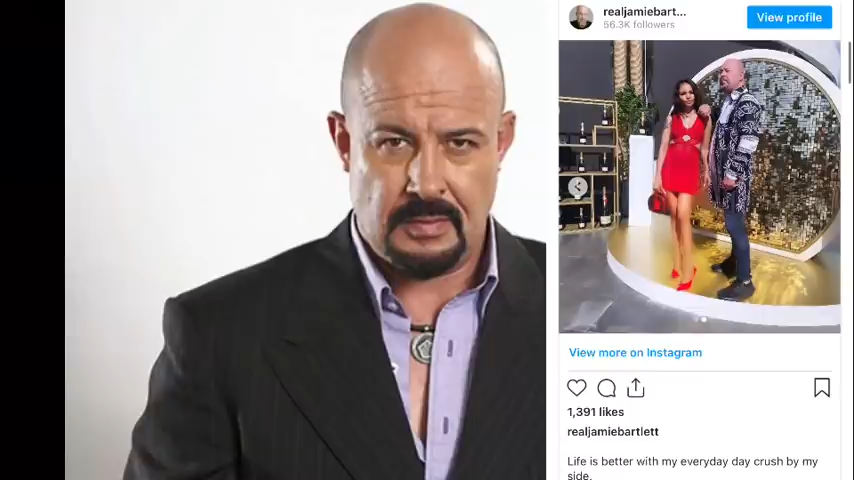 realjamiebart...
56.3K followers
View profile
View more on Instagram
1,391 likes
realjamiebartlett
Life is better with my everyday day crush by my
side.